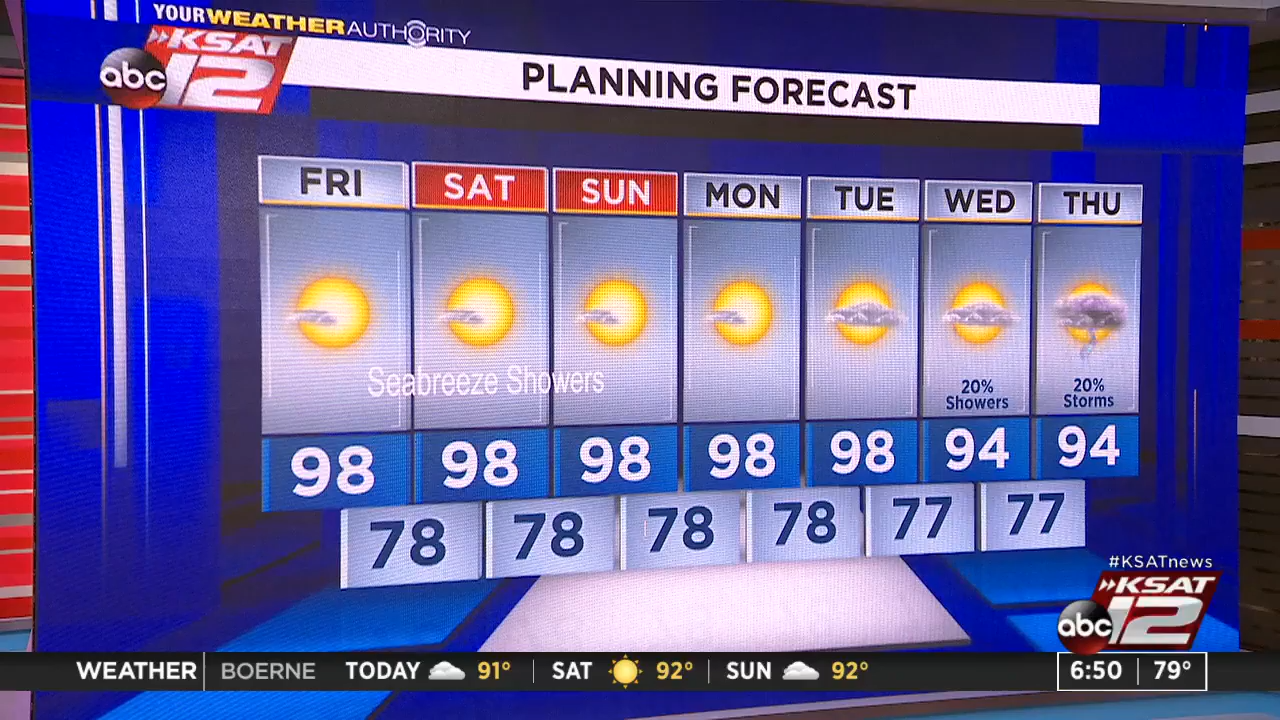 YOUR WEATHER AUTHORITY
KSAT
abc 12
PLANNING FORECAST
FRI SAT SUN MON TUE WED THU
Seabreeze Showers
20% Showers
20% Storms
98 98 98 98 98 94 94
78 78 78 78 77 77
#KSATnews
KSAT
abc 12
WEATHER BOERNE TODAY 91° SAT 92° SUN 92° 6:50 79°